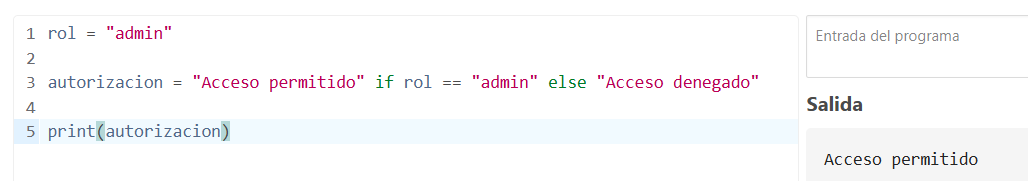 1 rol = "admin"
2
3 autorizacion = "Acceso permitido" if rol == "admin" else "Acceso denegado"
4
5 print(autorizacion)
Entrada del programa
Salida
Acceso permitido